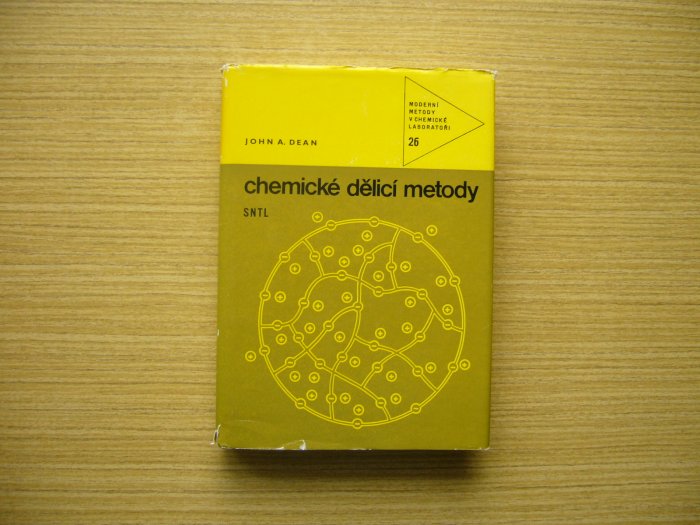 MODERNÍ
METODY
V CHEMICKÉ
LABORATOŘI
26
JOHN A. DEAN
chemické dělicí metody
SNTL